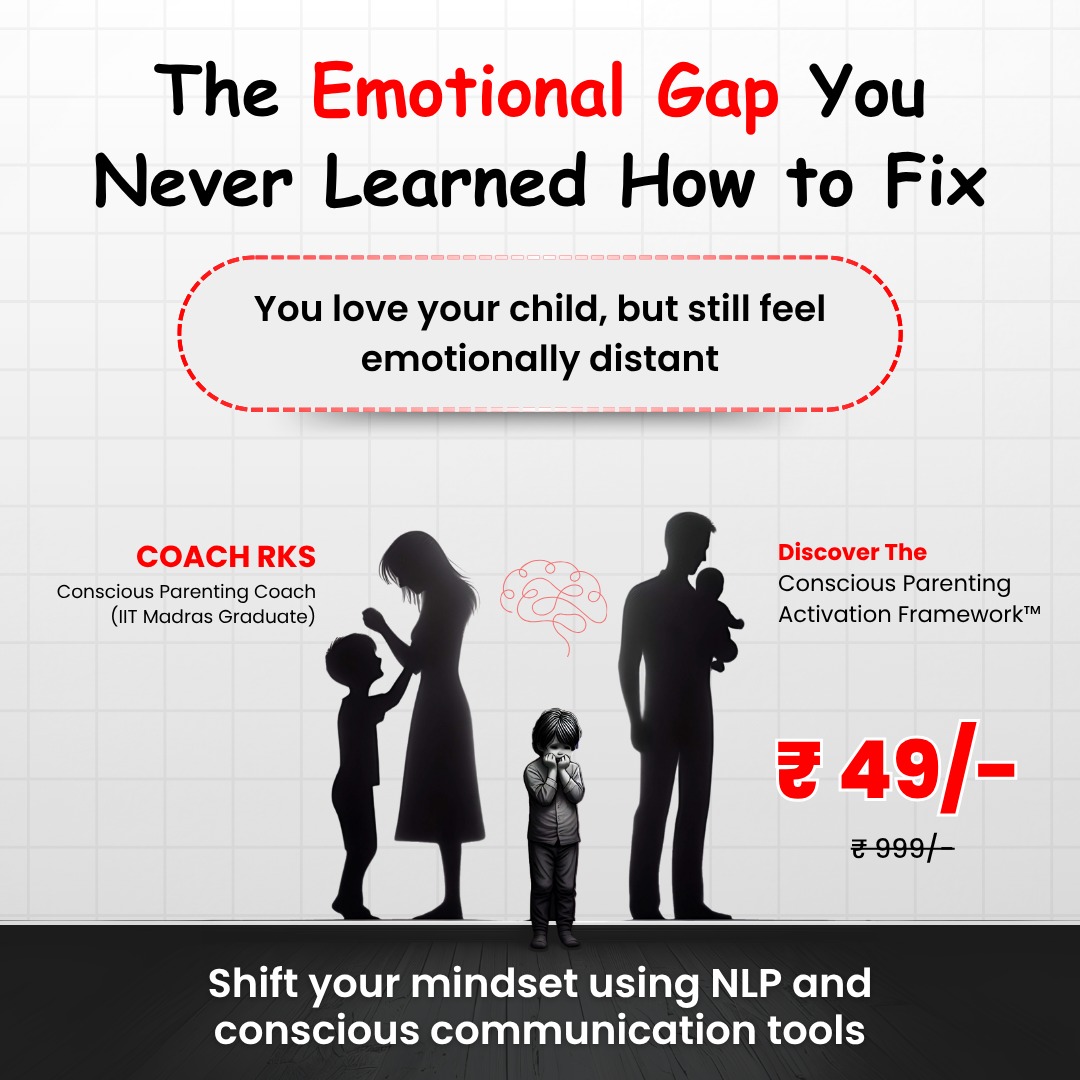 The Emotional Gap You
Never Learned How to Fix
You love your child, but still feel
emotionally distant
COACH RKS
Conscious Parenting Coach
(IIT Madras Graduate)
Discover The
Conscious Parenting
Activation Framework™
₹ 49/-
₹ 999/-
Shift your mindset using NLP and
conscious communication tools